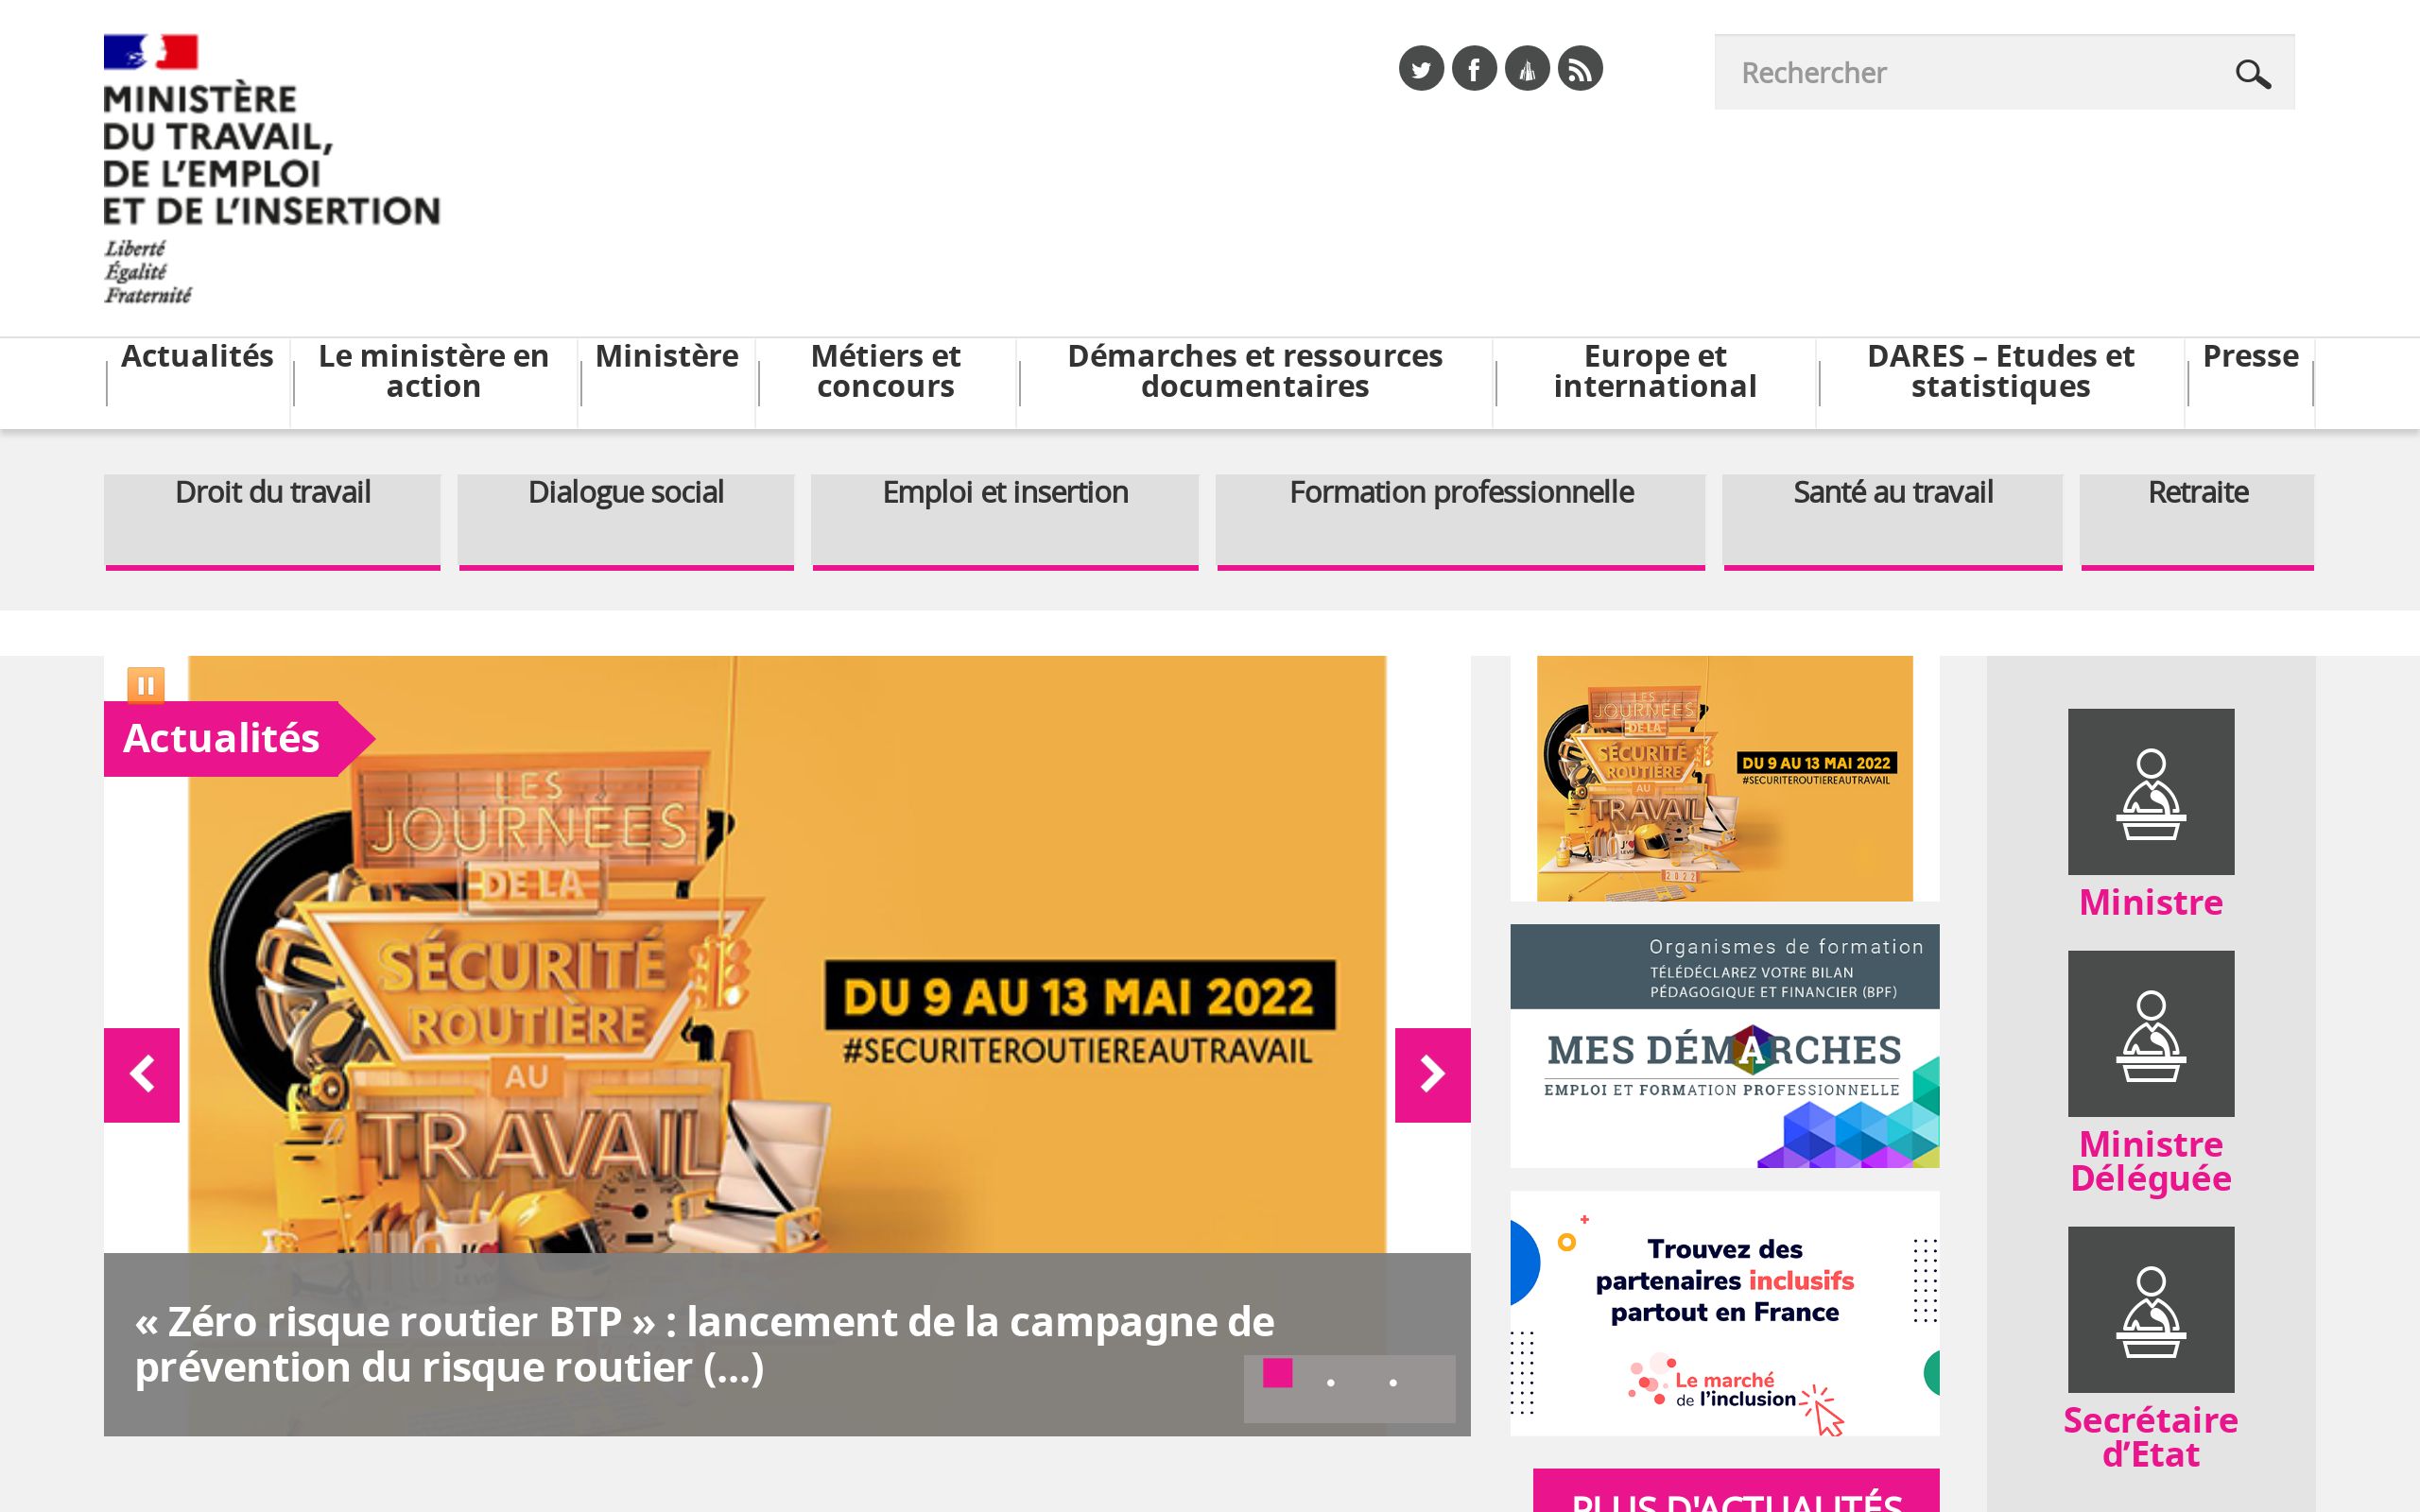 MINISTÈRE
DU TRAVAIL,
DE L'EMPLOI
ET DE L'INSERTION
Liberté
Égalité
Fraternité
Rechercher
Actualités
Le ministère en
action
Ministère
Métiers et
concours
Démarches et ressources
documentaires
Europe et
international
DARES – Etudes et
statistiques
Presse
Droit du travail
Dialogue social
Emploi et insertion
Formation professionnelle
Santé au travail
Retraite
Actualités
LES
JOURNÉES
DE LA
SÉCURITÉ
ROUTIÈRE
AU
TRAVAIL
J'
DU 9 AU 13 MAI 2022
#SECURITEROUTIEREAUTRAVAIL
« Zéro risque routier BTP » : lancement de la campagne de
prévention du risque routier (...)
LES
JOURNÉES
DE LA
SÉCURITÉ
ROUTIÈRE
AU
TRAVAIL
J'
2022
DU 9 AU 13 MAI 2022
#SECURITEROUTIEREAUTRAVAIL
Organismes de formation
TÉLÉDÉCLAREZ VOTRE BILAN
PÉDAGOGIQUE ET FINANCIER (BPF)
MES DÉMARCHES
EMPLOI ET FORMATION PROFESSIONNELLE
Trouvez des
partenaires inclusifs
partout en France
Le marché
de l'inclusion
PLUS D'ACTUALITÉS
Ministre
Ministre
Déléguée
Secrétaire
d’Etat